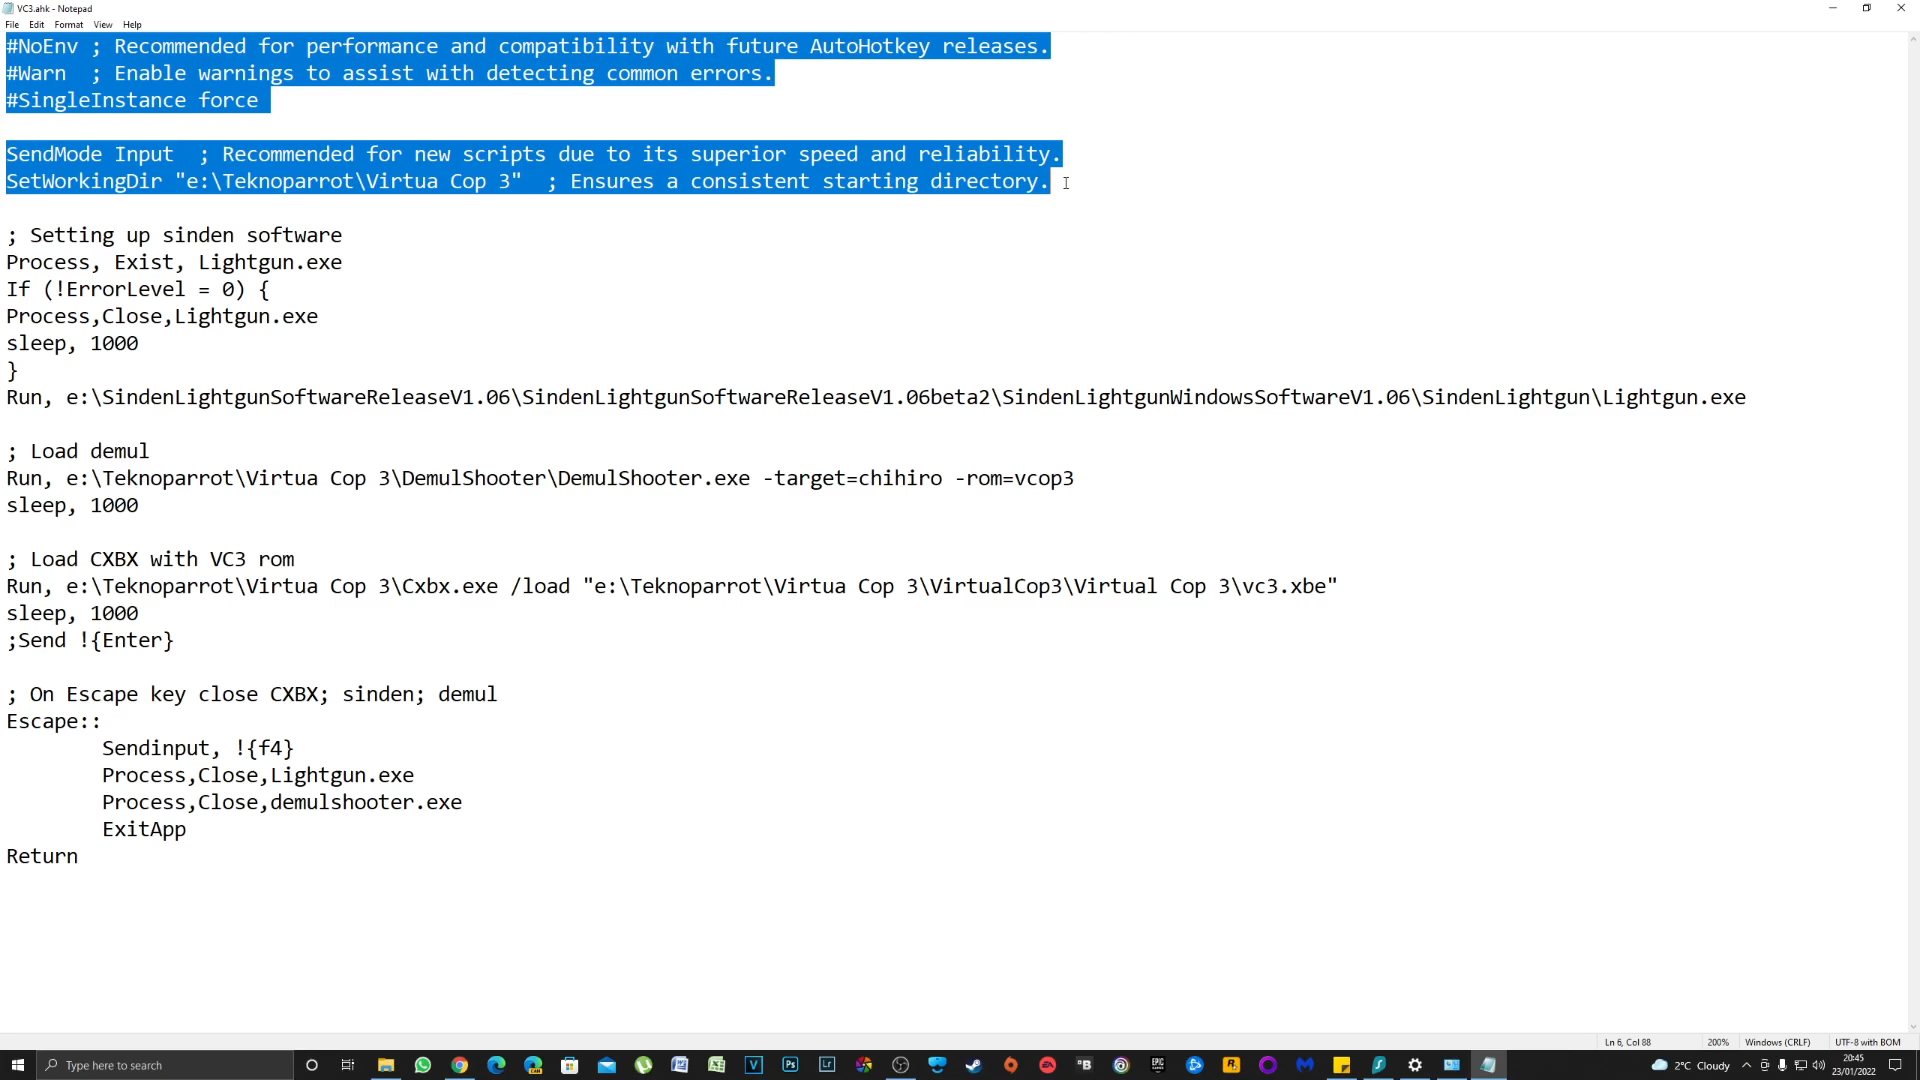 VC3.ahk - Notepad
File Edit Format View Help
#NoEnv ; Recommended for performance and compatibility with future AutoHotkey releases.
#Warn  ; Enable warnings to assist with detecting common errors.
#SingleInstance force
SendMode Input  ; Recommended for new scripts due to its superior speed and reliability.
SetWorkingDir "e:\Teknoparrot\Virtua Cop 3"  ; Ensures a consistent starting directory.
; Setting up sinden software
Process, Exist, Lightgun.exe
If (!ErrorLevel = 0) {
Process,Close,Lightgun.exe
sleep, 1000
}
Run, e:\SindenLightgunSoftwareReleaseV1.06\SindenLightgunSoftwareReleaseV1.06beta2\SindenLightgunWindowsSoftwareV1.06\SindenLightgun\Lightgun.exe
; Load demul
Run, e:\Teknoparrot\Virtua Cop 3\DemulShooter\DemulShooter.exe -target=chihiro -rom=vcop3
sleep, 1000
; Load CXBX with VC3 rom
Run, e:\Teknoparrot\Virtua Cop 3\Cxbx.exe /load "e:\Teknoparrot\Virtua Cop 3\VirtualCop3\Virtual Cop 3\vc3.xbe"
sleep, 1000
;Send !{Enter}
; On Escape key close CXBX; sinden; demul
Escape::
Sendinput, !{f4}
Process,Close,Lightgun.exe
Process,Close,demulshooter.exe
ExitApp
Return
Ln 6, Col 88 200% Windows (CRLF) UTF-8 with BOM
Type here to search
2°C Cloudy
20:45
23/01/2022